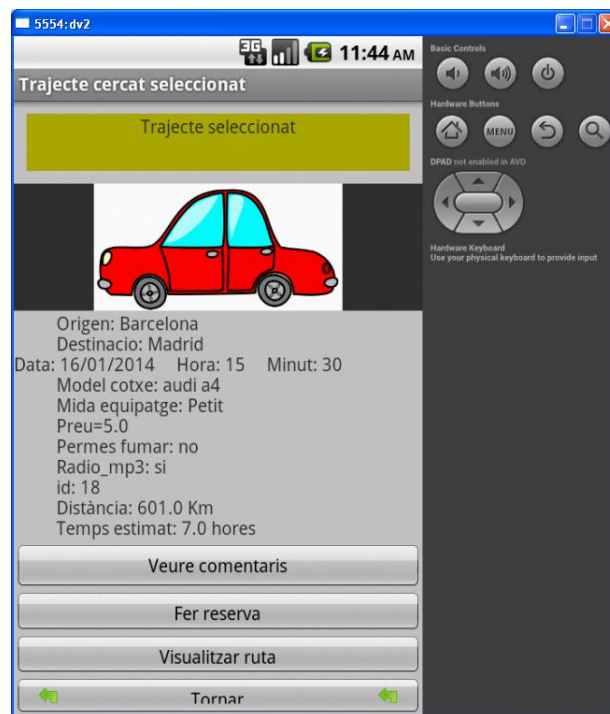 5554:dv2
3G 11:44 AM
Trajecte cercat seleccionat
Trajecte seleccionat
Origen: Barcelona
Destinacio: Madrid
Data: 16/01/2014 Hora: 15 Minut: 30
Model cotxe: audi a4
Mida equipatge: Petit
Preu=5.0
Permes fumar: no
Radio_mp3: si
id: 18
Distància: 601.0 Km
Temps estimat: 7.0 hores
Veure comentaris
Fer reserva
Visualitzar ruta
Tornar
Basic Controls
Hardware Buttons
MENU
DPAD not enabled in AVD
Hardware Keyboard
Use your physical keyboard to provide input